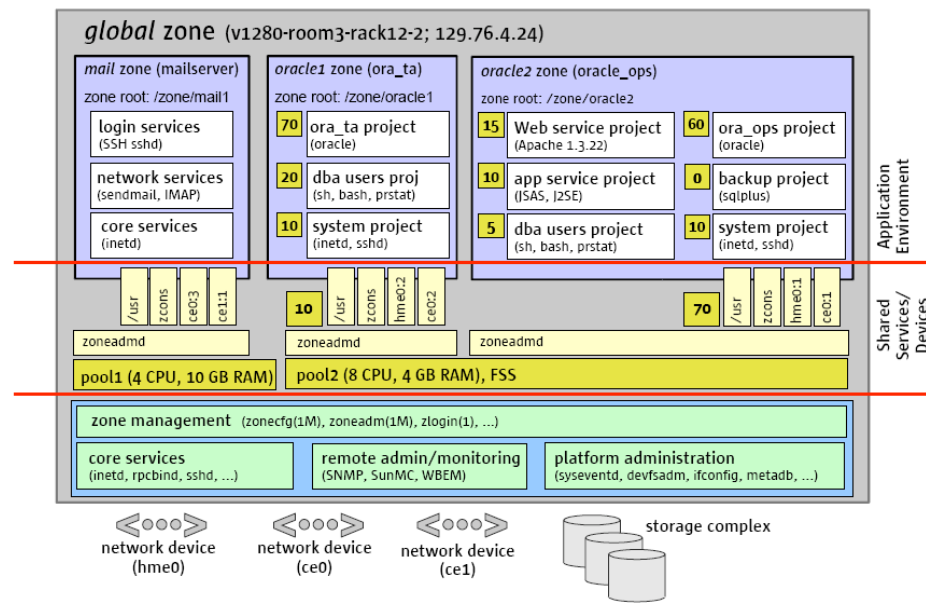 global zone (v1280-room3-rack12-2; 129.76.4.24)
mail zone (mailserver)
zone root: /zone/mail1
login services
(SSH sshd)
network services
(sendmail, IMAP)
core services
(inetd)
oracle1 zone (ora_ta)
zone root: /zone/oracle1
70
ora_ta project
(oracle)
20
dba users proj
(sh, bash, prstat)
10
system project
(inetd, sshd)
oracle2 zone (oracle_ops)
zone root: /zone/oracle2
15
Web service project
(Apache 1.3.22)
10
app service project
(JSAS, J2SE)
5
dba users project
(sh, bash, prstat)
60
ora_ops project
(oracle)
0
backup project
(sqlplus)
10
system project
(inetd, sshd)
Application
Environment
/usr
zcons
ce0:3
ce1:1
10
/usr
zcons
hme0:2
ce0:2
70
/usr
zcons
hme0:1
ce0:1
Shared
Services/
Devices
zoneadmd
zoneadmd
zoneadmd
pool1 (4 CPU, 10 GB RAM)
pool2 (8 CPU, 4 GB RAM), FSS
zone management (zonecfg(1M), zoneadm(1M), zlogin(1), ...)
core services
(inetd, rpcbind, sshd, ...)
remote admin/monitoring
(SNMP, SunMC, WBEM)
platform administration
(syseventd, devfsadm, ifconfig, metadb, ...)
network device
(hme0)
network device
(ce0)
network device
(ce1)
storage complex